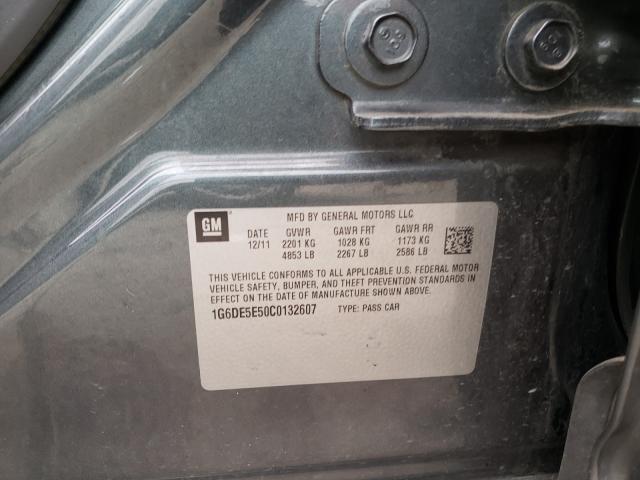 GM
MFD BY GENERAL MOTORS LLC
DATE GVWR GAWR FRT GAWR RR
12/11 2201 KG 1028 KG 1173 KG
4853 LB 2267 LB 2586 LB
THIS VEHICLE CONFORMS TO ALL APPLICABLE U.S. FEDERAL MOTOR
VEHICLE SAFETY, BUMPER, AND THEFT PREVENTION STANDARDS IN
EFFECT ON THE DATE OF MANUFACTURE SHOWN ABOVE.
1G6DE5E50C0132607 TYPE: PASS CAR